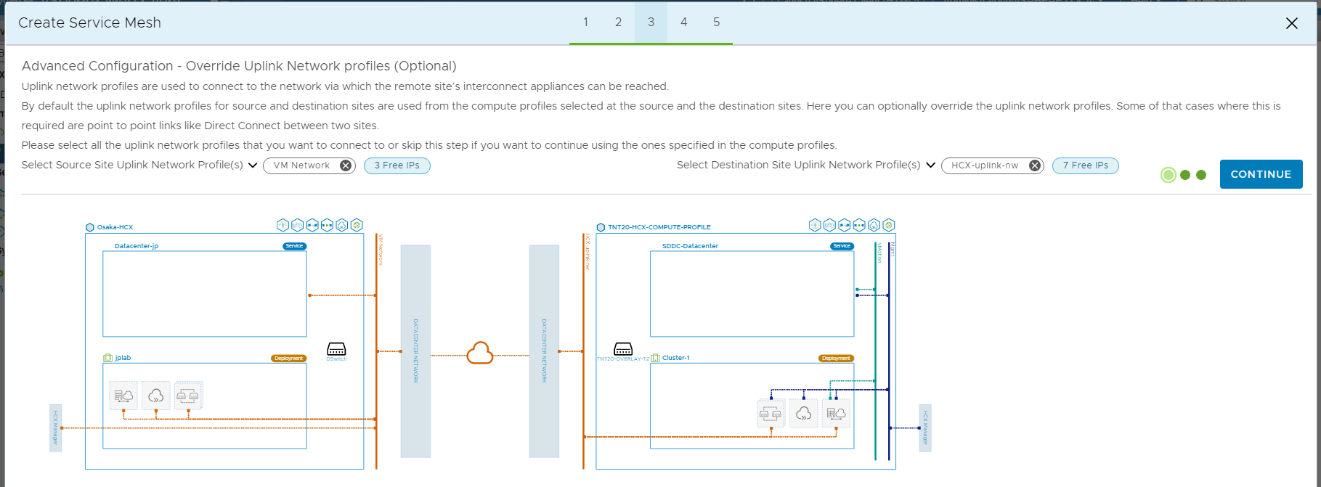 Create Service Mesh
1 2 3 4 5
Advanced Configuration - Override Uplink Network profiles (Optional)
Uplink network profiles are used to connect to the network via which the remote site's interconnect appliances can be reached.
By default the uplink network profiles for source and destination sites are used from the compute profiles selected at the source and the destination sites. Here you can optionally override the uplink network profiles. Some of that cases where this is
required are point to point links like Direct Connect between two sites.
Please select all the uplink network profiles that you want to connect to or skip this step if you want to continue using the ones specified in the compute profiles.
Select Source Site Uplink Network Profile(s) VM Network 3 Free IPs
Select Destination Site Uplink Network Profile(s) HCX-uplink-nw 7 Free IPs
CONTINUE
Osaka-HCX
Datacenter-jp
Service
VM Network
DSwitch
jplab
Deployment
HCX Manager
DATACENTER NETWORK
DATACENTER NETWORK
HCX-uplink-nw
TNT20-HCX-COMPUTE-PROFILE
SDDC-Datacenter
Service
vMotion
Mgmt
TNT20-OVERLAY-TZ
Cluster-1
Deployment
HCX Manager